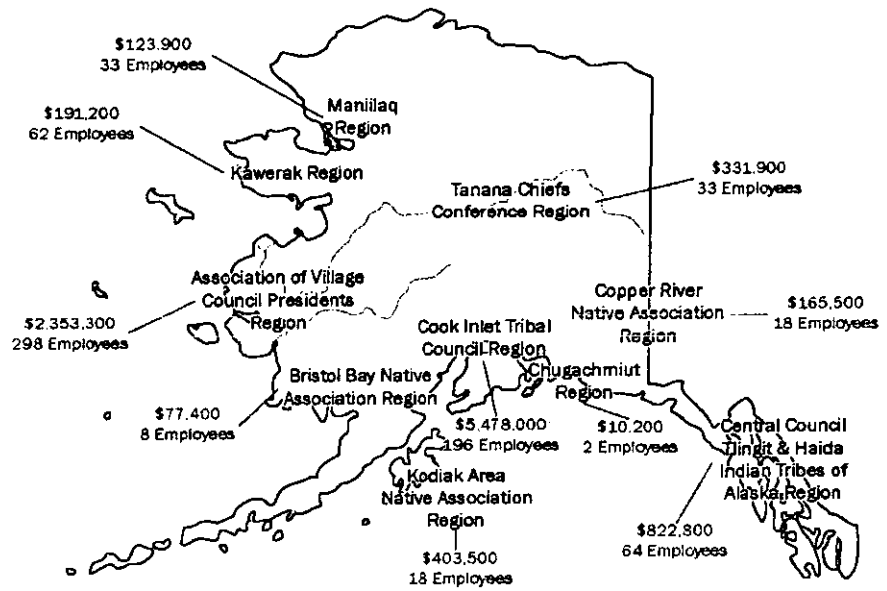 $123.900
33 Employees
Maniilaq
Region
$191,200
62 Employees
Kawerak Region
Tanana Chiefs
Conference Region
$331.900
33 Employees
Association of Village
Council Presidents
Region
$2.353,300
298 Employees
Copper River
Native Association
Region
$165,500
18 Employees
Cook Inlet Tribal
Council Region
Chugachmiut
Region
Bristol Bay Native
Association Region
$77.400
8 Employees
$5.478.000
196 Employees
$10.200
2 Employees
Central Council
Tlingit & Haida
Indian Tribes of
Alaska Region
Kodiak Area
Native Association
Region
$822,800
64 Employees
$403,500
18 Employees